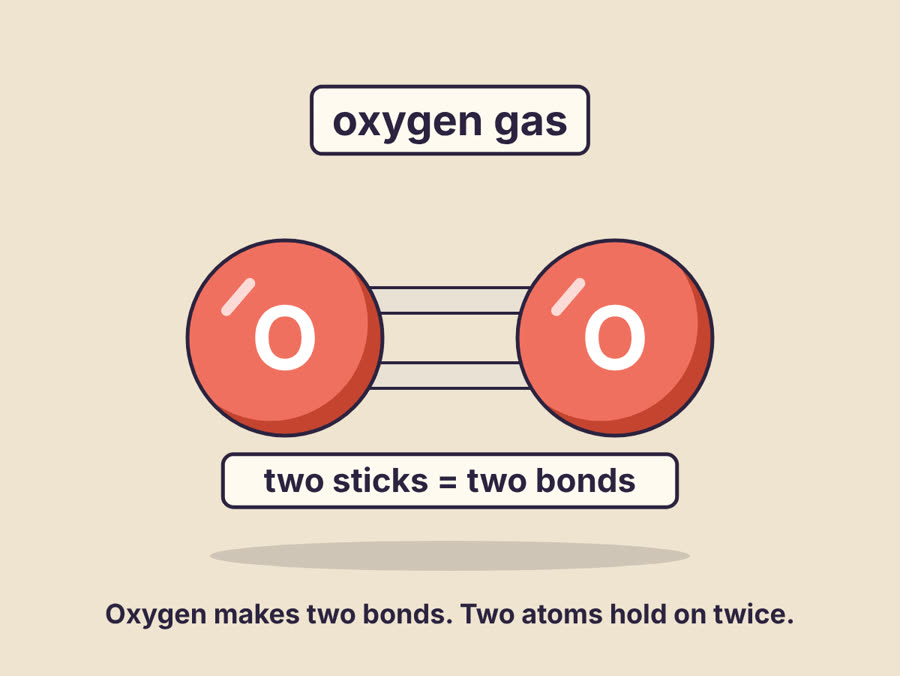 oxygen gas
O O
two sticks = two bonds
Oxygen makes two bonds. Two atoms hold on twice.